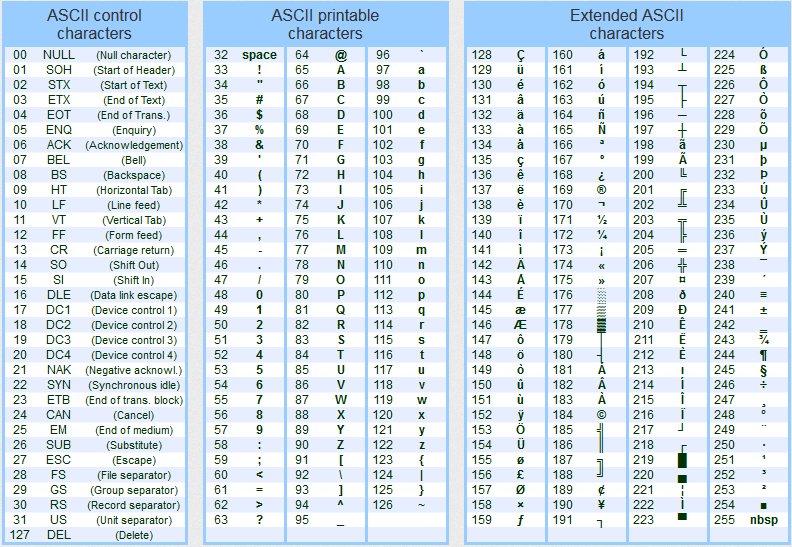 ASCII control
characters
00 NULL (Null character)
01 SOH (Start of Header)
02 STX (Start of Text)
03 ETX (End of Text)
04 EOT (End of Trans.)
05 ENQ (Enquiry)
06 ACK (Acknowledgement)
07 BEL (Bell)
08 BS (Backspace)
09 HT (Horizontal Tab)
10 LF (Line feed)
11 VT (Vertical Tab)
12 FF (Form feed)
13 CR (Carriage return)
14 SO (Shift Out)
15 SI (Shift In)
16 DLE (Data link escape)
17 DC1 (Device control 1)
18 DC2 (Device control 2)
19 DC3 (Device control 3)
20 DC4 (Device control 4)
21 NAK (Negative acknowl.)
22 SYN (Synchronous idle)
23 ETB (End of trans. block)
24 CAN (Cancel)
25 EM (End of medium)
26 SUB (Substitute)
27 ESC (Escape)
28 FS (File separator)
29 GS (Group separator)
30 RS (Record separator)
31 US (Unit separator)
127 DEL (Delete)
ASCII printable
characters
32 space 64 @ 96 `
33 ! 65 A 97 a
34 " 66 B 98 b
35 # 67 C 99 c
36 $ 68 D 100 d
37 % 69 E 101 e
38 & 70 F 102 f
39 ' 71 G 103 g
40 ( 72 H 104 h
41 ) 73 I 105 i
42 * 74 J 106 j
43 + 75 K 107 k
44 , 76 L 108 l
45 - 77 M 109 m
46 . 78 N 110 n
47 / 79 O 111 o
48 0 80 P 112 p
49 1 81 Q 113 q
50 2 82 R 114 r
51 3 83 S 115 s
52 4 84 T 116 t
53 5 85 U 117 u
54 6 86 V 118 v
55 7 87 W 119 w
56 8 88 X 120 x
57 9 89 Y 121 y
58 : 90 Z 122 z
59 ; 91 [ 123 {
60 < 92 \ 124 |
61 = 93 ] 125 }
62 > 94 ^ 126 ~
63 ? 95 _
Extended ASCII
characters
128 Ç 160 á 192 └ 224 Ó
129 ü 161 í 193 ┴ 225 ß
130 é 162 ó 194 ┬ 226 Ô
131 â 163 ú 195 ├ 227 Ò
132 ä 164 ñ 196 ─ 228 õ
133 à 165 Ñ 197 ┼ 229 Õ
134 å 166 ª 198 ã 230 µ
135 ç 167 º 199 Ã 231 þ
136 ê 168 ¿ 200 ╚ 232 Þ
137 ë 169 ® 201 ╔ 233 Ú
138 è 170 ¬ 202 ╩ 234 Û
139 ï 171 ½ 203 ╦ 235 Ù
140 î 172 ¼ 204 ╠ 236 ý
141 ì 173 ¡ 205 ═ 237 Ý
142 Ä 174 « 206 ╬ 238 ¯
143 Å 175 » 207 ¤ 239 ´
144 É 176 ░ 208 ð 240 ≡
145 æ 177 ▒ 209 Ð 241 ±
146 Æ 178 ▓ 210 Ê 242 ‗
147 ô 179 │ 211 Ë 243 ¾
148 ö 180 ┤ 212 È 244 ¶
149 ò 181 Á 213 ı 245 §
150 û 182 Â 214 Í 246 ÷
151 ù 183 À 215 Î 247 ¸
152 ÿ 184 © 216 Ï 248 °
153 Ö 185 ╣ 217 ┘ 249 ¨
154 Ü 186 ║ 218 ┌ 250 ·
155 ø 187 ╗ 219 █ 251 ¹
156 £ 188 ╝ 220 ▄ 252 ³
157 Ø 189 ¢ 221 ¦ 253 ²
158 × 190 ¥ 222 Ì 254 ■
159 ƒ 191 ┐ 223 ▀ 255 nbsp